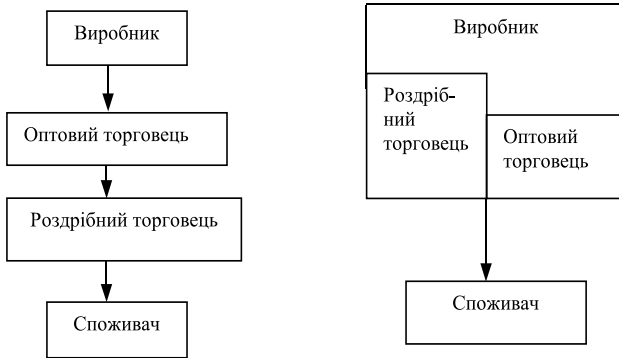 Виробник
Оптовий торговець
Роздрібний торговець
Споживач
Виробник
Роздріб-
ний
торговець
Оптовий
торговець
Споживач